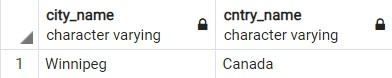 city_name cntry_name
character varying character varying
1 Winnipeg Canada